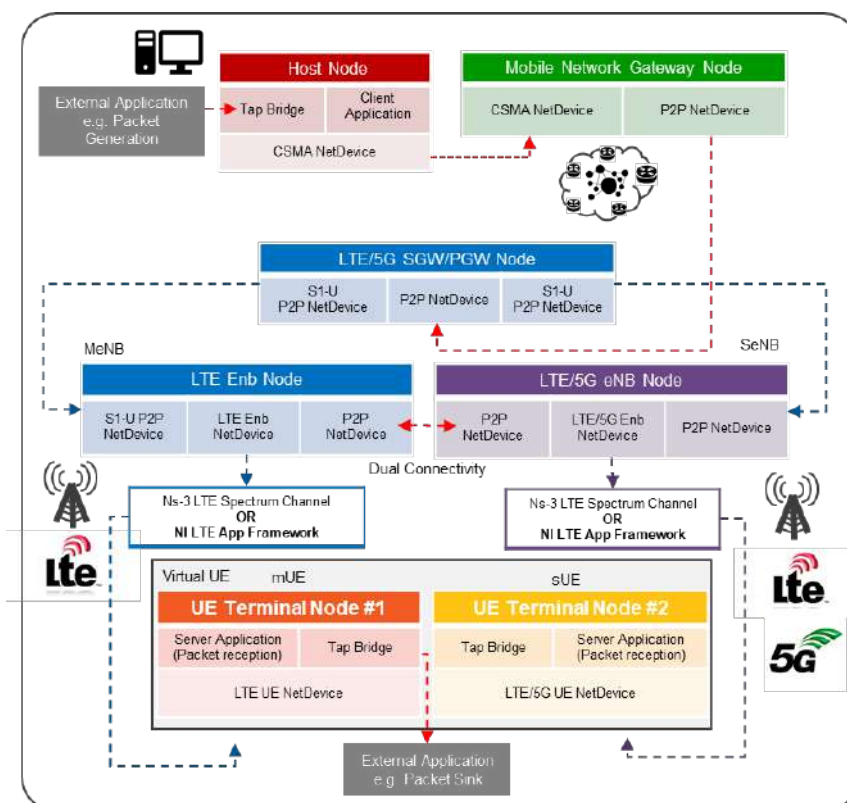 Host Node
Mobile Network Gateway Node
External Application
e.g. Packet
Generation
Tap Bridge
Client
Application
CSMA NetDevice
CSMA NetDevice
P2P NetDevice
LTE/5G SGW/PGW Node
S1-U
P2P NetDevice
P2P NetDevice
S1-U
P2P NetDevice
MeNB
SeNB
LTE Enb Node
LTE/5G eNB Node
S1-U P2P
NetDevice
LTE Enb
NetDevice
P2P
NetDevice
P2P
NetDevice
LTE/5G Enb
NetDevice
P2P NetDevice
Dual Connectivity
Ns-3 LTE Spectrum Channel
OR
NI LTE App Framework
Ns-3 LTE Spectrum Channel
OR
NI LTE App Framework
Lte
Lte
5G
Virtual UE
mUE
sUE
UE Terminal Node #1
UE Terminal Node #2
Server Application
(Packet reception)
Tap Bridge
Tap Bridge
Server Application
(Packet reception)
LTE UE NetDevice
LTE/5G UE NetDevice
External Application
e.g. Packet Sink